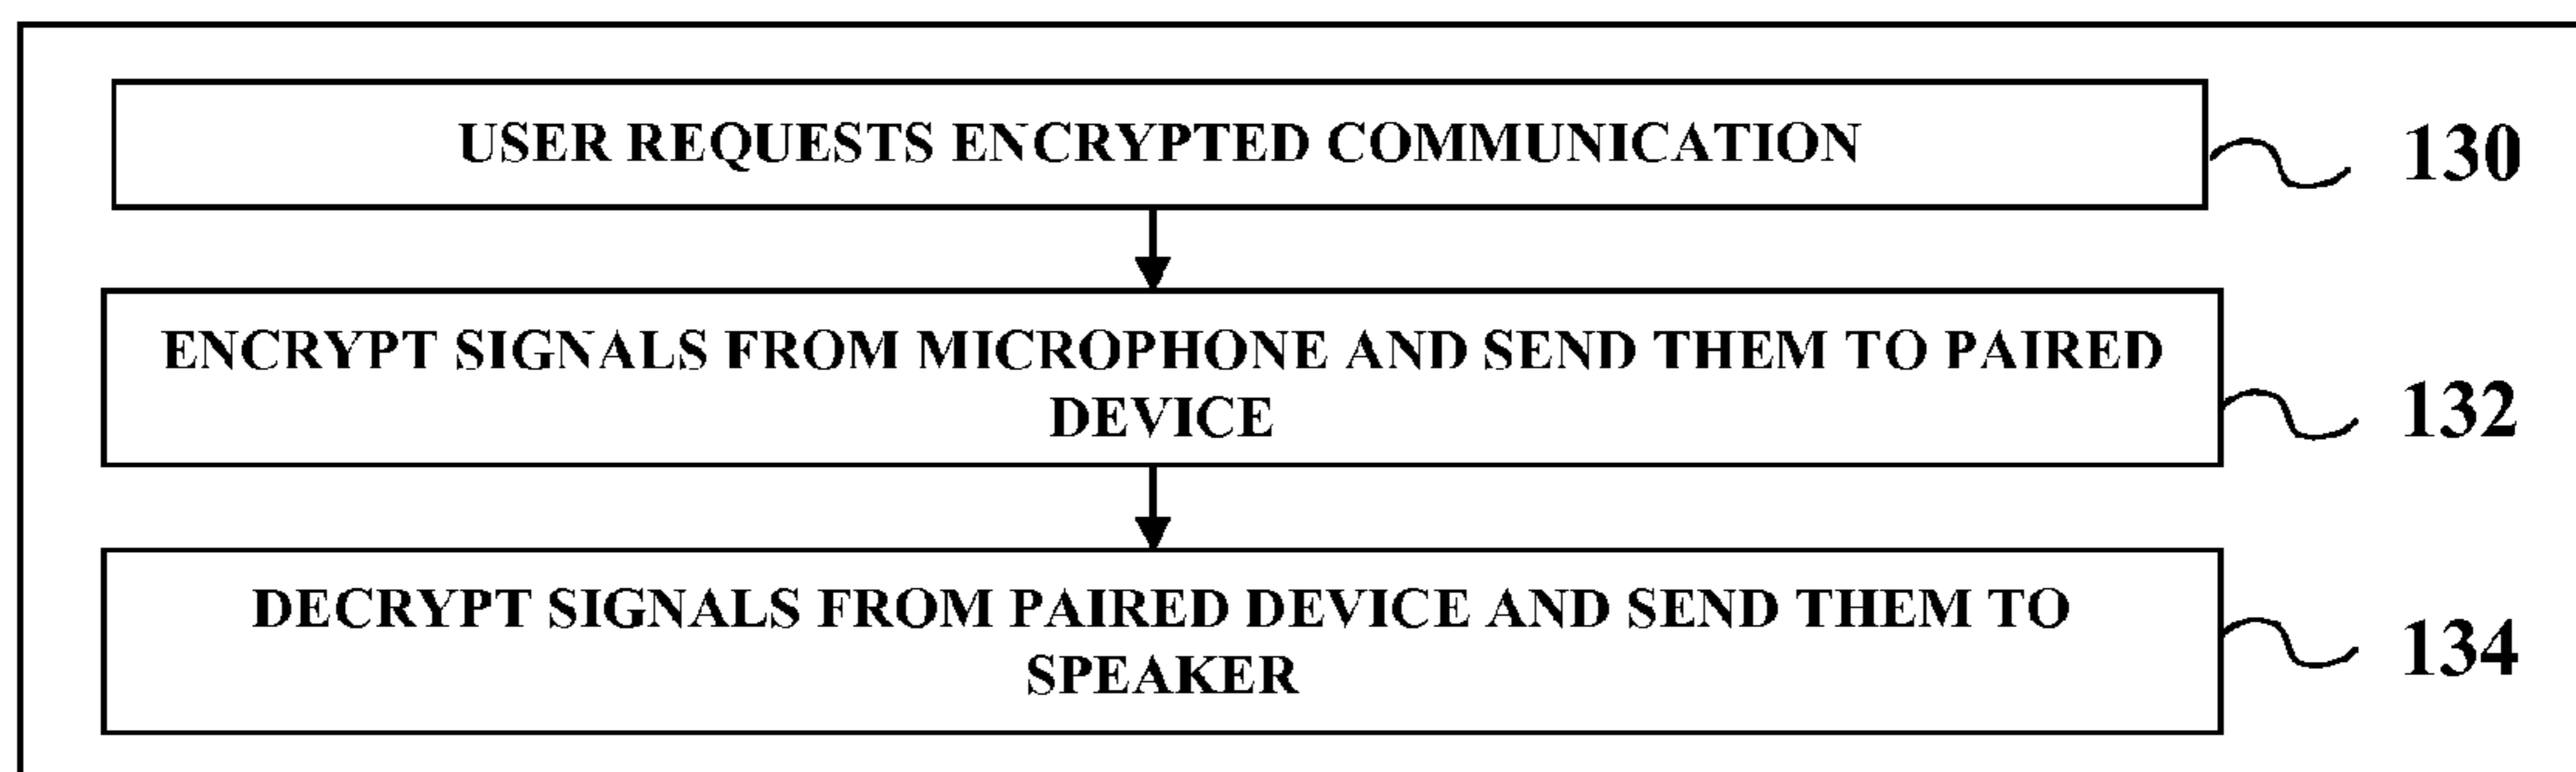 USER REQUESTS ENCRYPTED COMMUNICATION
130
ENCRYPT SIGNALS FROM MICROPHONE AND SEND THEM TO PAIRED
DEVICE
132
DECRYPT SIGNALS FROM PAIRED DEVICE AND SEND THEM TO
SPEAKER
134